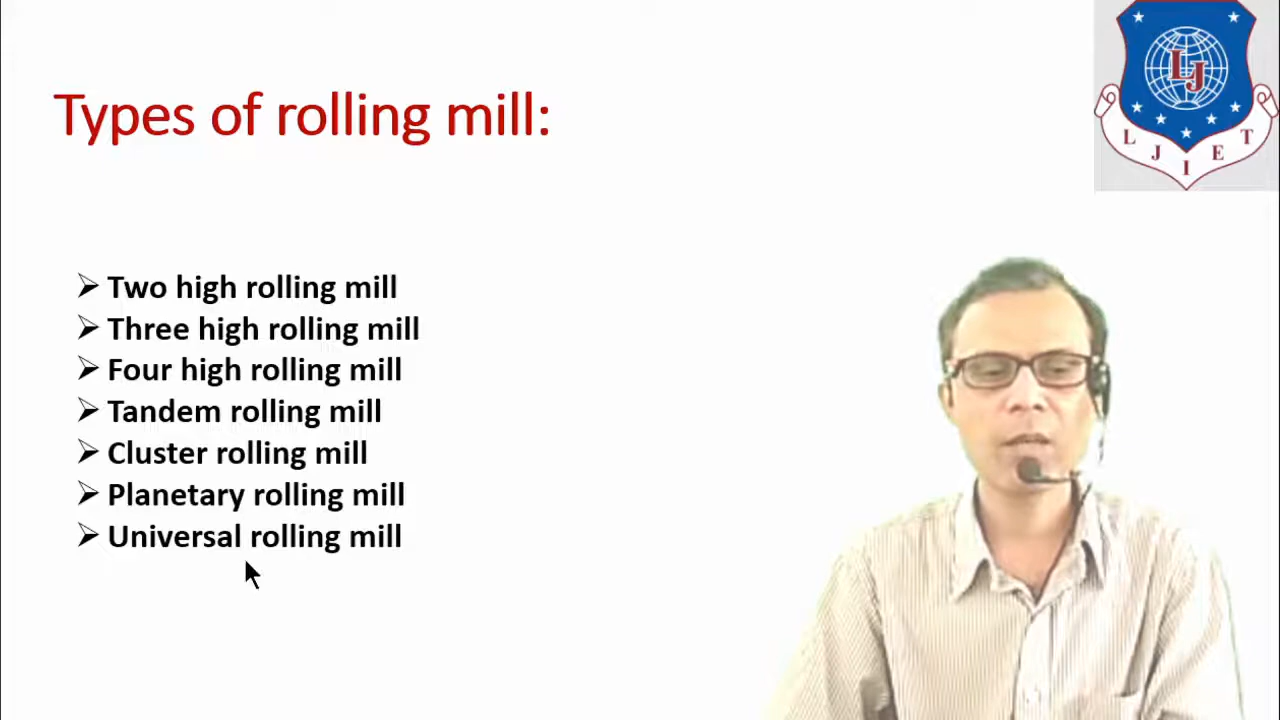 Types of rolling mill:
LJ
L J I E T
Two high rolling mill
Three high rolling mill
Four high rolling mill
Tandem rolling mill
Cluster rolling mill
Planetary rolling mill
Universal rolling mill